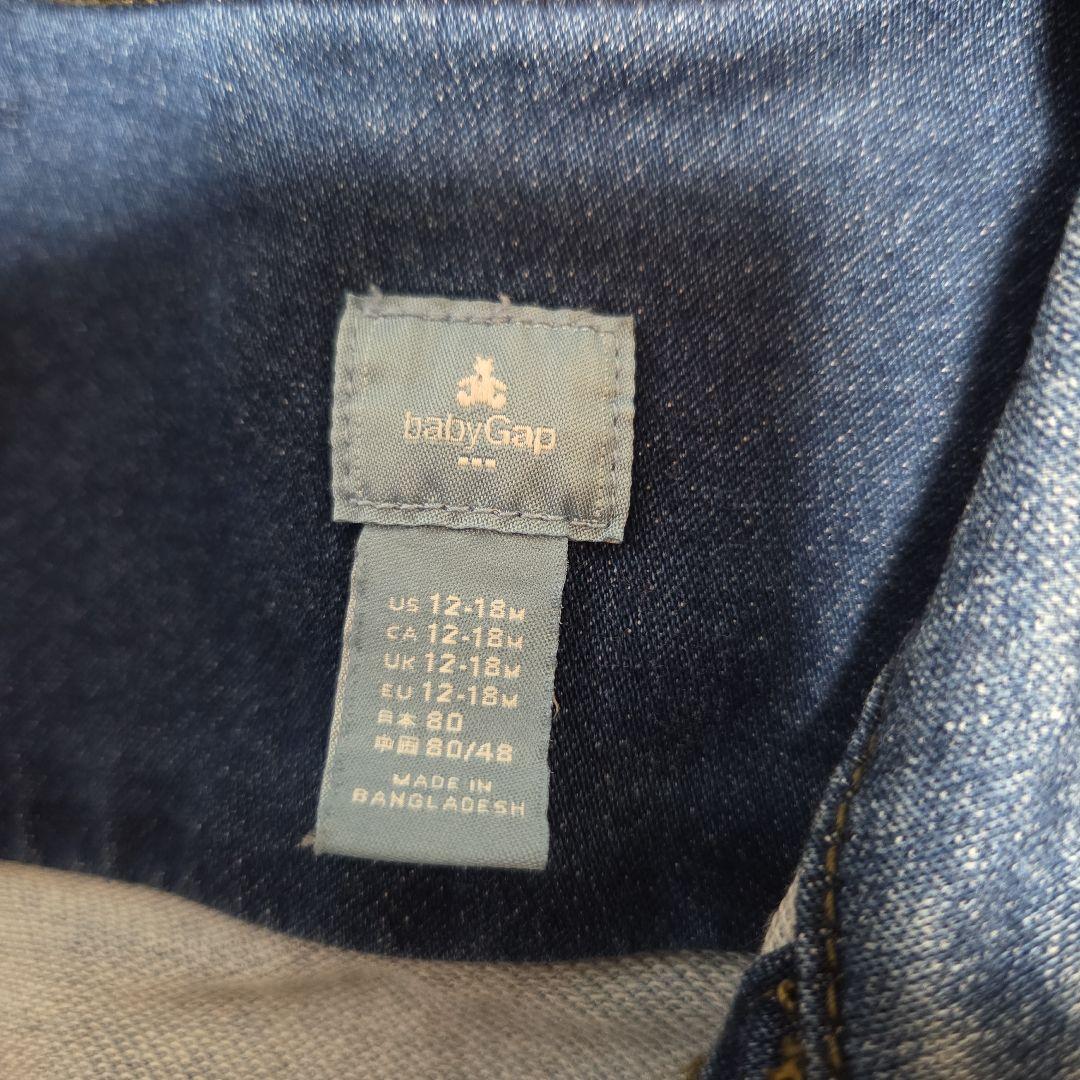 babyGap
US 12-18M
CA 12-18M
UK 12-18M
EU 12-18M
日本 80
中国 80/48
MADE IN
BANGLADESH